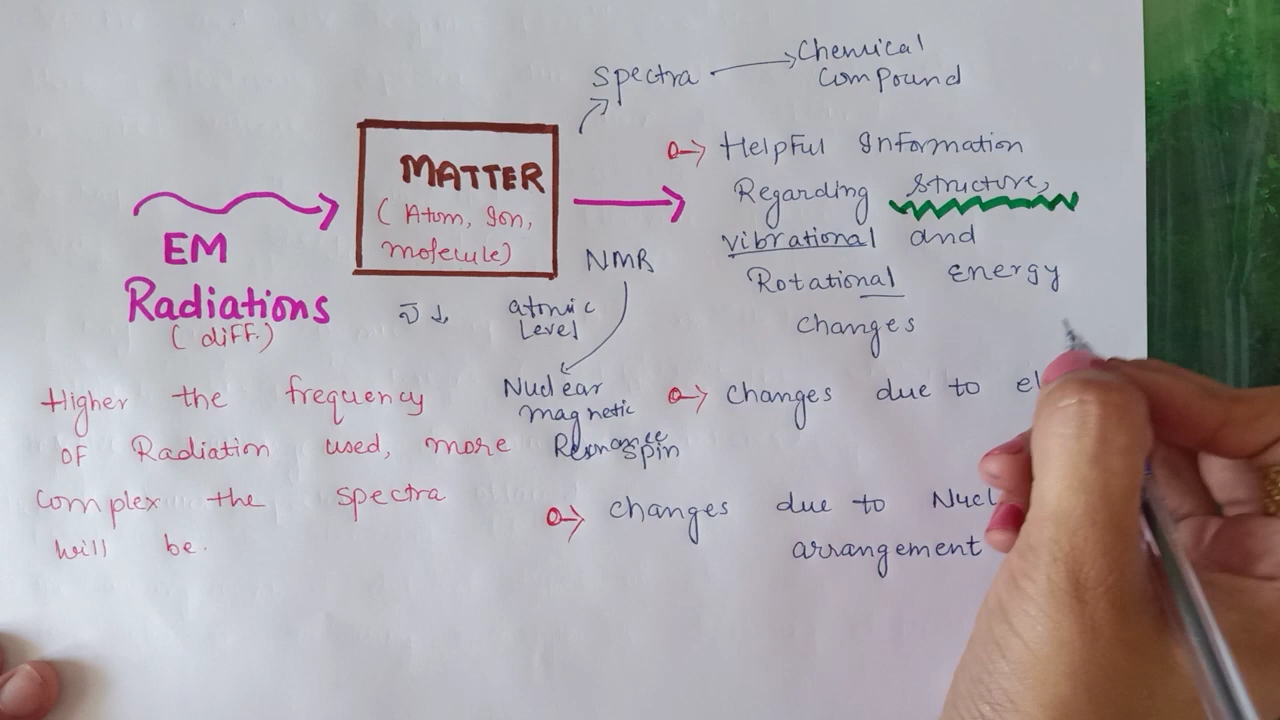 Spectra
Chemical
Compound
MATTER
(Atom, Ion,
molecule)
EM
Radiations
(diff.)
ν̄ ↓
atomic
Level
NMR
Nuclear
magnetic
Resonance
spin
Helpful Information
Regarding structure,
vibrational and
Rotational Energy
changes
changes due to el
changes due to Nucl
arrangement
Higher the frequency
of Radiation used, more
complex the spectra
will be.